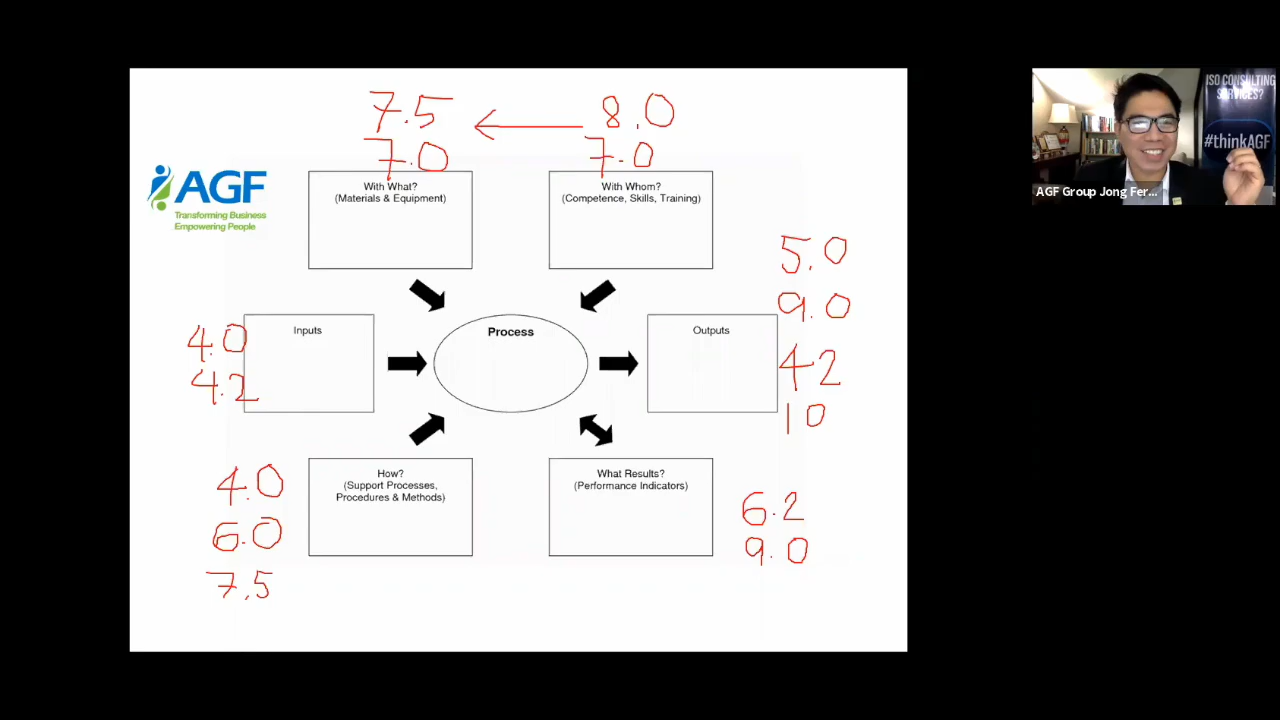 7.5 ← 8.0
7.0 7.0
AGF
Transforming Business
Empowering People
With What?
(Materials & Equipment)
With Whom?
(Competence, Skills, Training)
5.0
9.0
4.0
4.2
Inputs
Process
Outputs
42
10
4.0
6.0
7.5
How?
(Support Processes,
Procedures & Methods)
What Results?
(Performance Indicators)
6.2
9.0
ISO CONSULTING
SERVICES?
#thinkAGF
AGF Group Jong Fer...